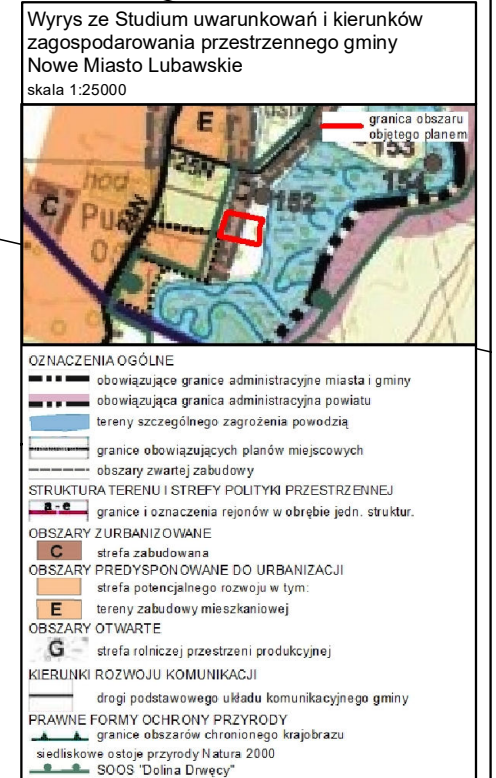 Wyrys ze Studium uwarunkowań i kierunków
zagospodarowania przestrzennego gminy
Nowe Miasto Lubawskie
skala 1:25000
granica obszaru
objętego planem
E
153
25N
154
hod
152
C
24N
OZNACZENIA OGÓLNE
obowiązujące granice administracyjne miasta i gminy
obowiązująca granica administracyjna powiatu
tereny szczególnego zagrożenia powodzią
granice obowiązujących planów miejscowych
obszary zwartej zabudowy
STRUKTURA TERENU I STREFY POLITYKI PRZESTRZENNEJ
a - e
granice i oznaczenia rejonów w obrębie jedn. struktur.
OBSZARY ZURBANIZOWANE
C strefa zabudowana
OBSZARY PREDYSPONOWANE DO URBANIZACJI
strefa potencjalnego rozwoju w tym:
E tereny zabudowy mieszkaniowej
OBSZARY OTWARTE
G strefa rolniczej przestrzeni produkcyjnej
KIERUNKI ROZWOJU KOMUNIKACJI
drogi podstawowego układu komunikacyjnego gminy
PRAWNE FORMY OCHRONY PRZYRODY
granice obszarów chronionego krajobrazu
siedliskowe ostoje przyrody Natura 2000
SOOS "Dolina Drwęcy"